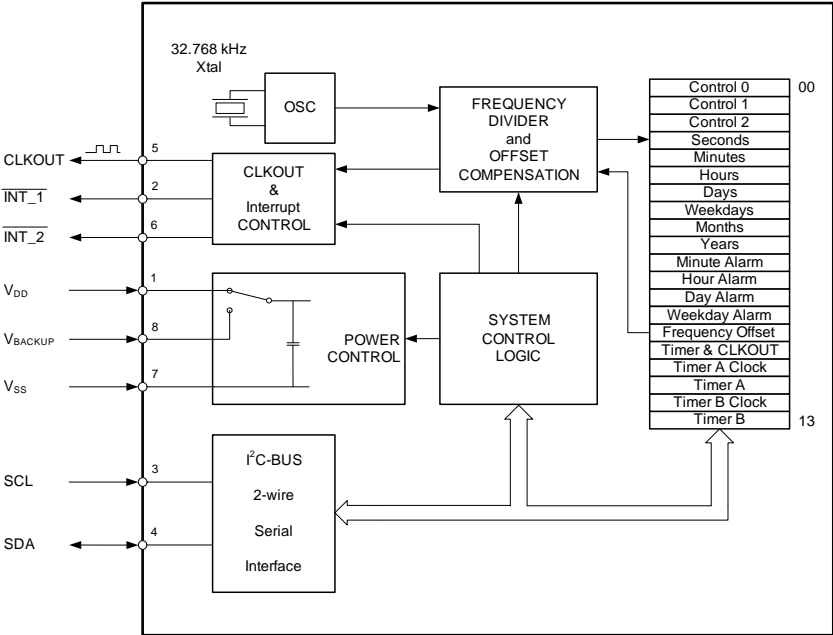 32.768 kHz
Xtal
OSC
FREQUENCY
DIVIDER
and
OFFSET
COMPENSATION
CLKOUT
5
INT_1
2
INT_2
6
CLKOUT
&
Interrupt
CONTROL
VDD
1
VBACKUP
8
VSS
7
POWER
CONTROL
SYSTEM
CONTROL
LOGIC
SCL
3
SDA
4
I²C-BUS
2-wire
Serial
Interface
Control 0
00
Control 1
Control 2
Seconds
Minutes
Hours
Days
Weekdays
Months
Years
Minute Alarm
Hour Alarm
Day Alarm
Weekday Alarm
Frequency Offset
Timer & CLKOUT
Timer A Clock
Timer A
Timer B Clock
Timer B
13